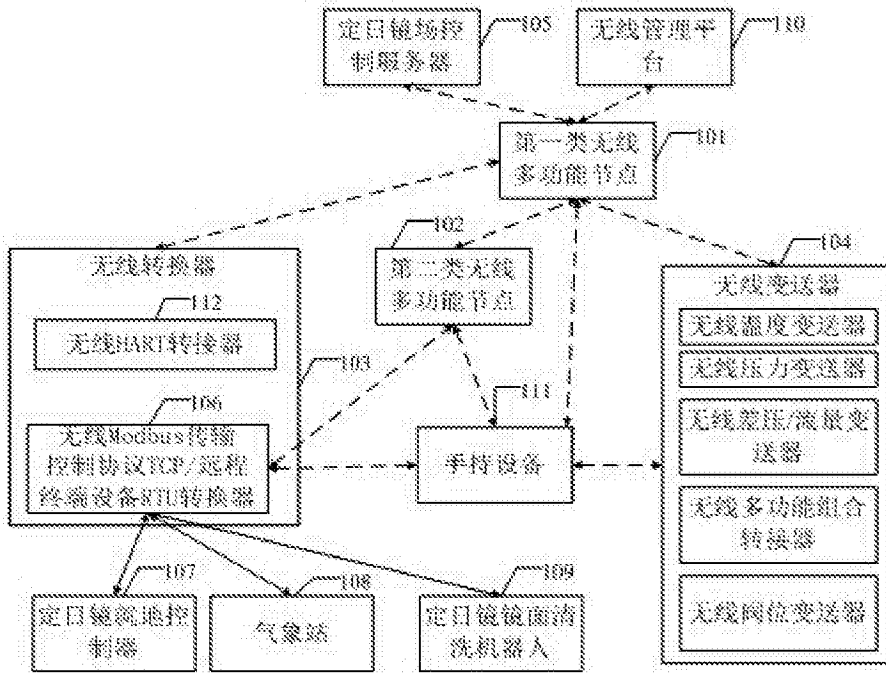 定日镜场控
制服务器
105
无线管理平
台
110
第一类无线
多功能节点
101
102
第二类无线
多功能节点
104
无线转换器
112
无线HART转接器
103
106
无线Modbus传输
控制协议TCP/远程
终端设备RTU转换器
111
手持设备
无线变送器
无线温度变送器
无线压力变送器
无线差压/流量变
送器
无线多功能组合
转换器
无线阀位变送器
107
定日镜就地控
制器
108
气象站
109
定日镜镜面清
洗机器人